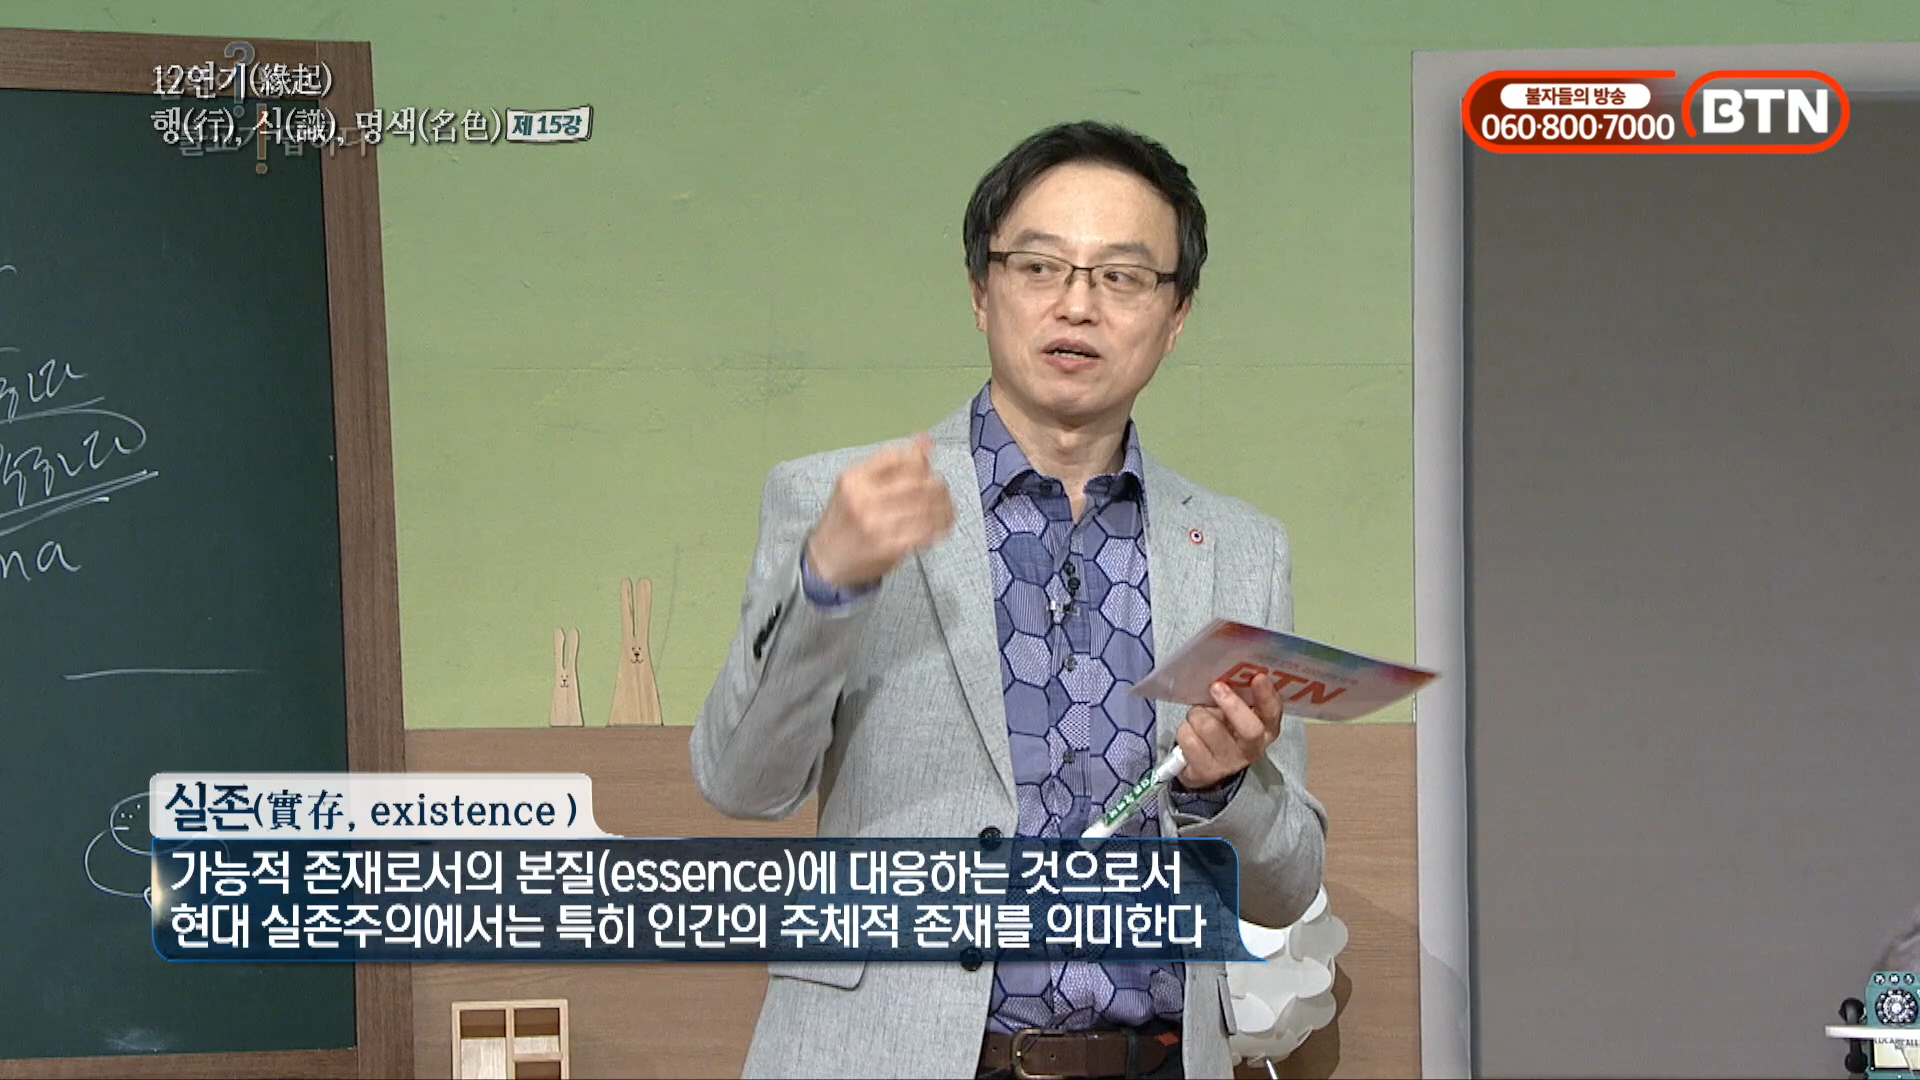 12연기(緣起)
행(行), 식(識), 명색(名色) 제15강
불자들의 방송
060·800·7000
BTN
na
BTN
실존(實存, existence)
가능적 존재로서의 본질(essence)에 대응하는 것으로서
현대 실존주의에서는 특히 인간의 주체적 존재를 의미한다